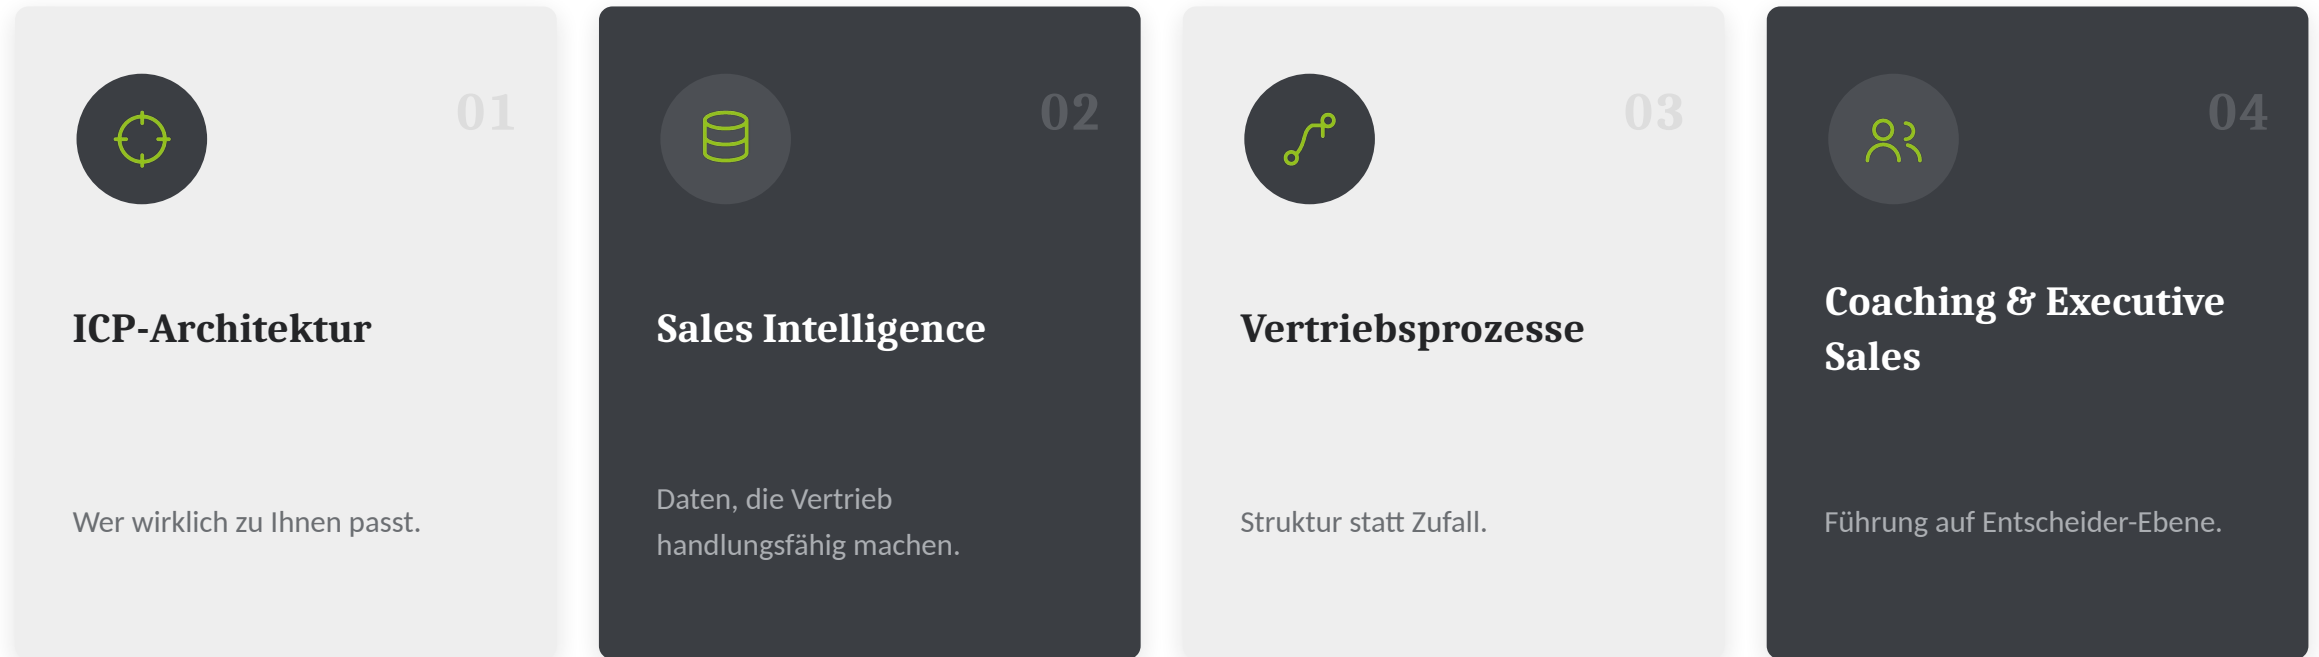 01
ICP-Architektur
Wer wirklich zu Ihnen passt.
02
Sales Intelligence
Daten, die Vertrieb
handlungsfähig machen.
03
Vertriebsprozesse
Struktur statt Zufall.
04
Coaching & Executive
Sales
Führung auf Entscheider-Ebene.